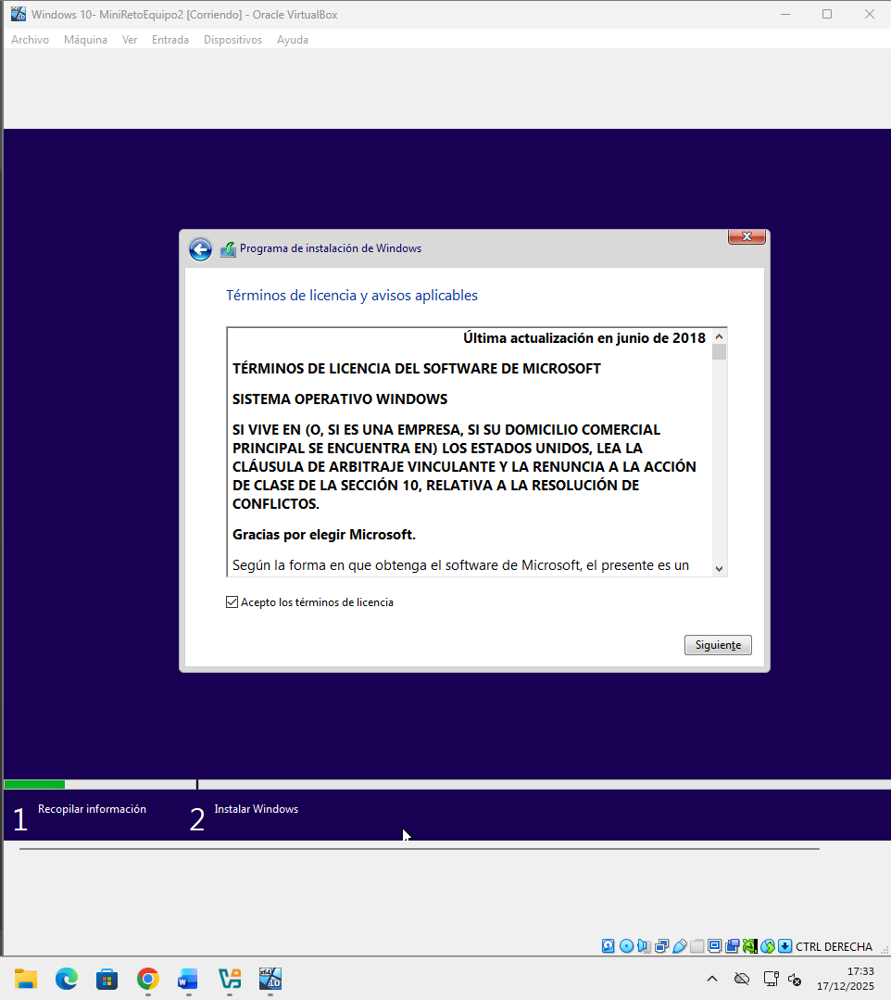 Windows 10- MiniRetoEquipo2 [Corriendo] - Oracle VirtualBox
Archivo Máquina Ver Entrada Dispositivos Ayuda
Programa de instalación de Windows
Términos de licencia y avisos aplicables
Última actualización en junio de 2018
TÉRMINOS DE LICENCIA DEL SOFTWARE DE MICROSOFT
SISTEMA OPERATIVO WINDOWS
SI VIVE EN (O, SI ES UNA EMPRESA, SI SU DOMICILIO COMERCIAL
PRINCIPAL SE ENCUENTRA EN) LOS ESTADOS UNIDOS, LEA LA
CLÁUSULA DE ARBITRAJE VINCULANTE Y LA RENUNCIA A LA ACCIÓN
DE CLASE DE LA SECCIÓN 10, RELATIVA A LA RESOLUCIÓN DE
CONFLICTOS.
Gracias por elegir Microsoft.
Según la forma en que obtenga el software de Microsoft, el presente es un
Acepto los términos de licencia
Siguiente
1 Recopilar información 2 Instalar Windows
CTRL DERECHA
17:33
17/12/2025